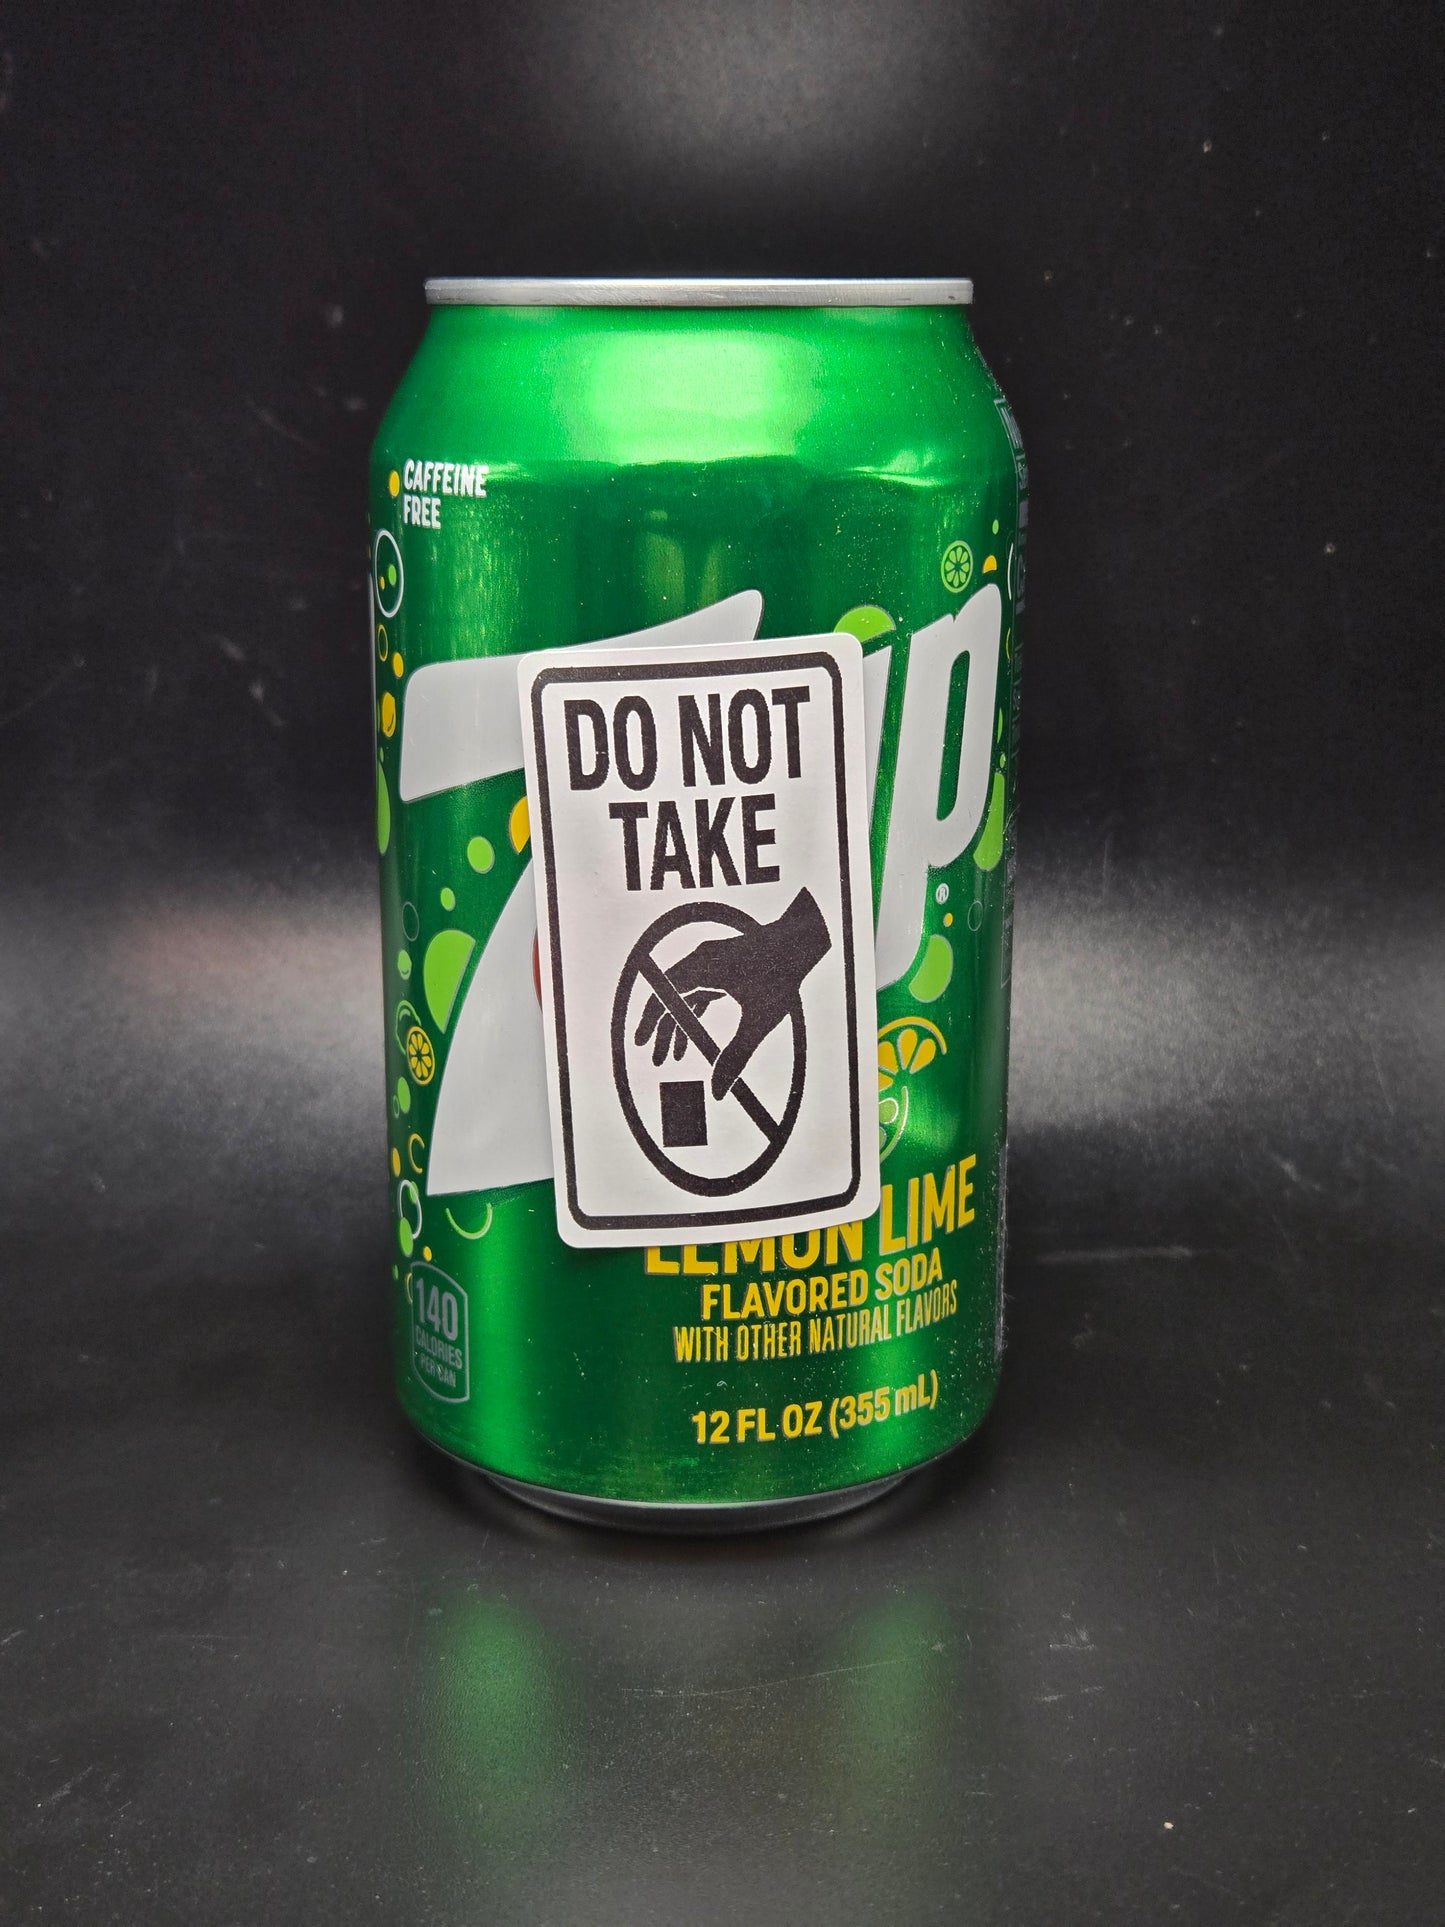 CAFFEINE
FREE
7up
®
DO NOT
TAKE
LEMON LIME
FLAVORED SODA
WITH OTHER NATURAL FLAVORS
140
CALORIES
PER CAN
12 FL OZ (355 mL)